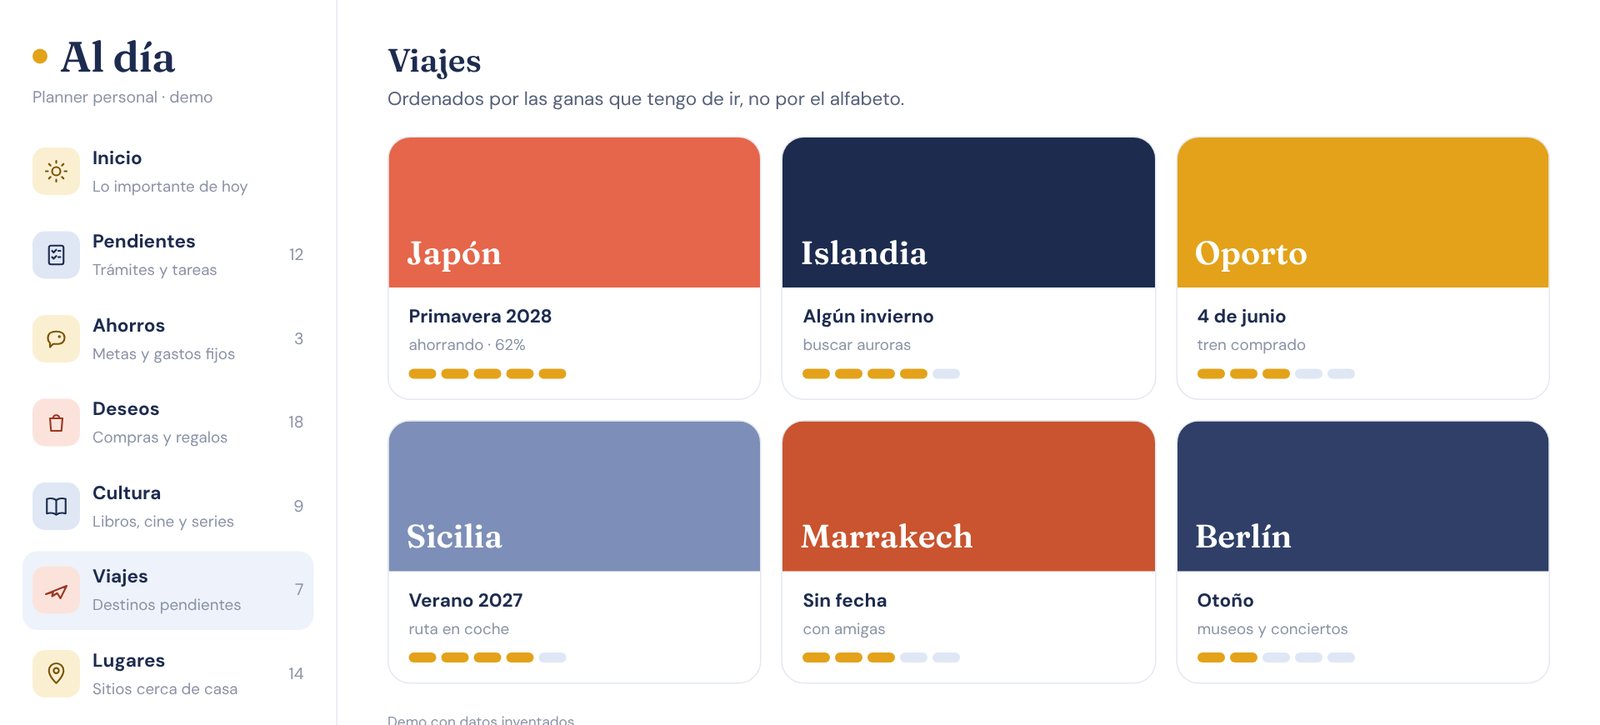 Al día
Planner personal · demo
Inicio
Lo importante de hoy
Pendientes
Trámites y tareas
12
Ahorros
Metas y gastos fijos
3
Deseos
Compras y regalos
18
Cultura
Libros, cine y series
9
Viajes
Destinos pendientes
7
Lugares
Sitios cerca de casa
14
Viajes
Ordenados por las ganas que tengo de ir, no por el alfabeto.
Japón
Primavera 2028
ahorrando · 62%
Islandia
Algún invierno
buscar auroras
Oporto
4 de junio
tren comprado
Sicilia
Verano 2027
ruta en coche
Marrakech
Sin fecha
con amigas
Berlín
Otoño
museos y conciertos
Demo con datos inventados